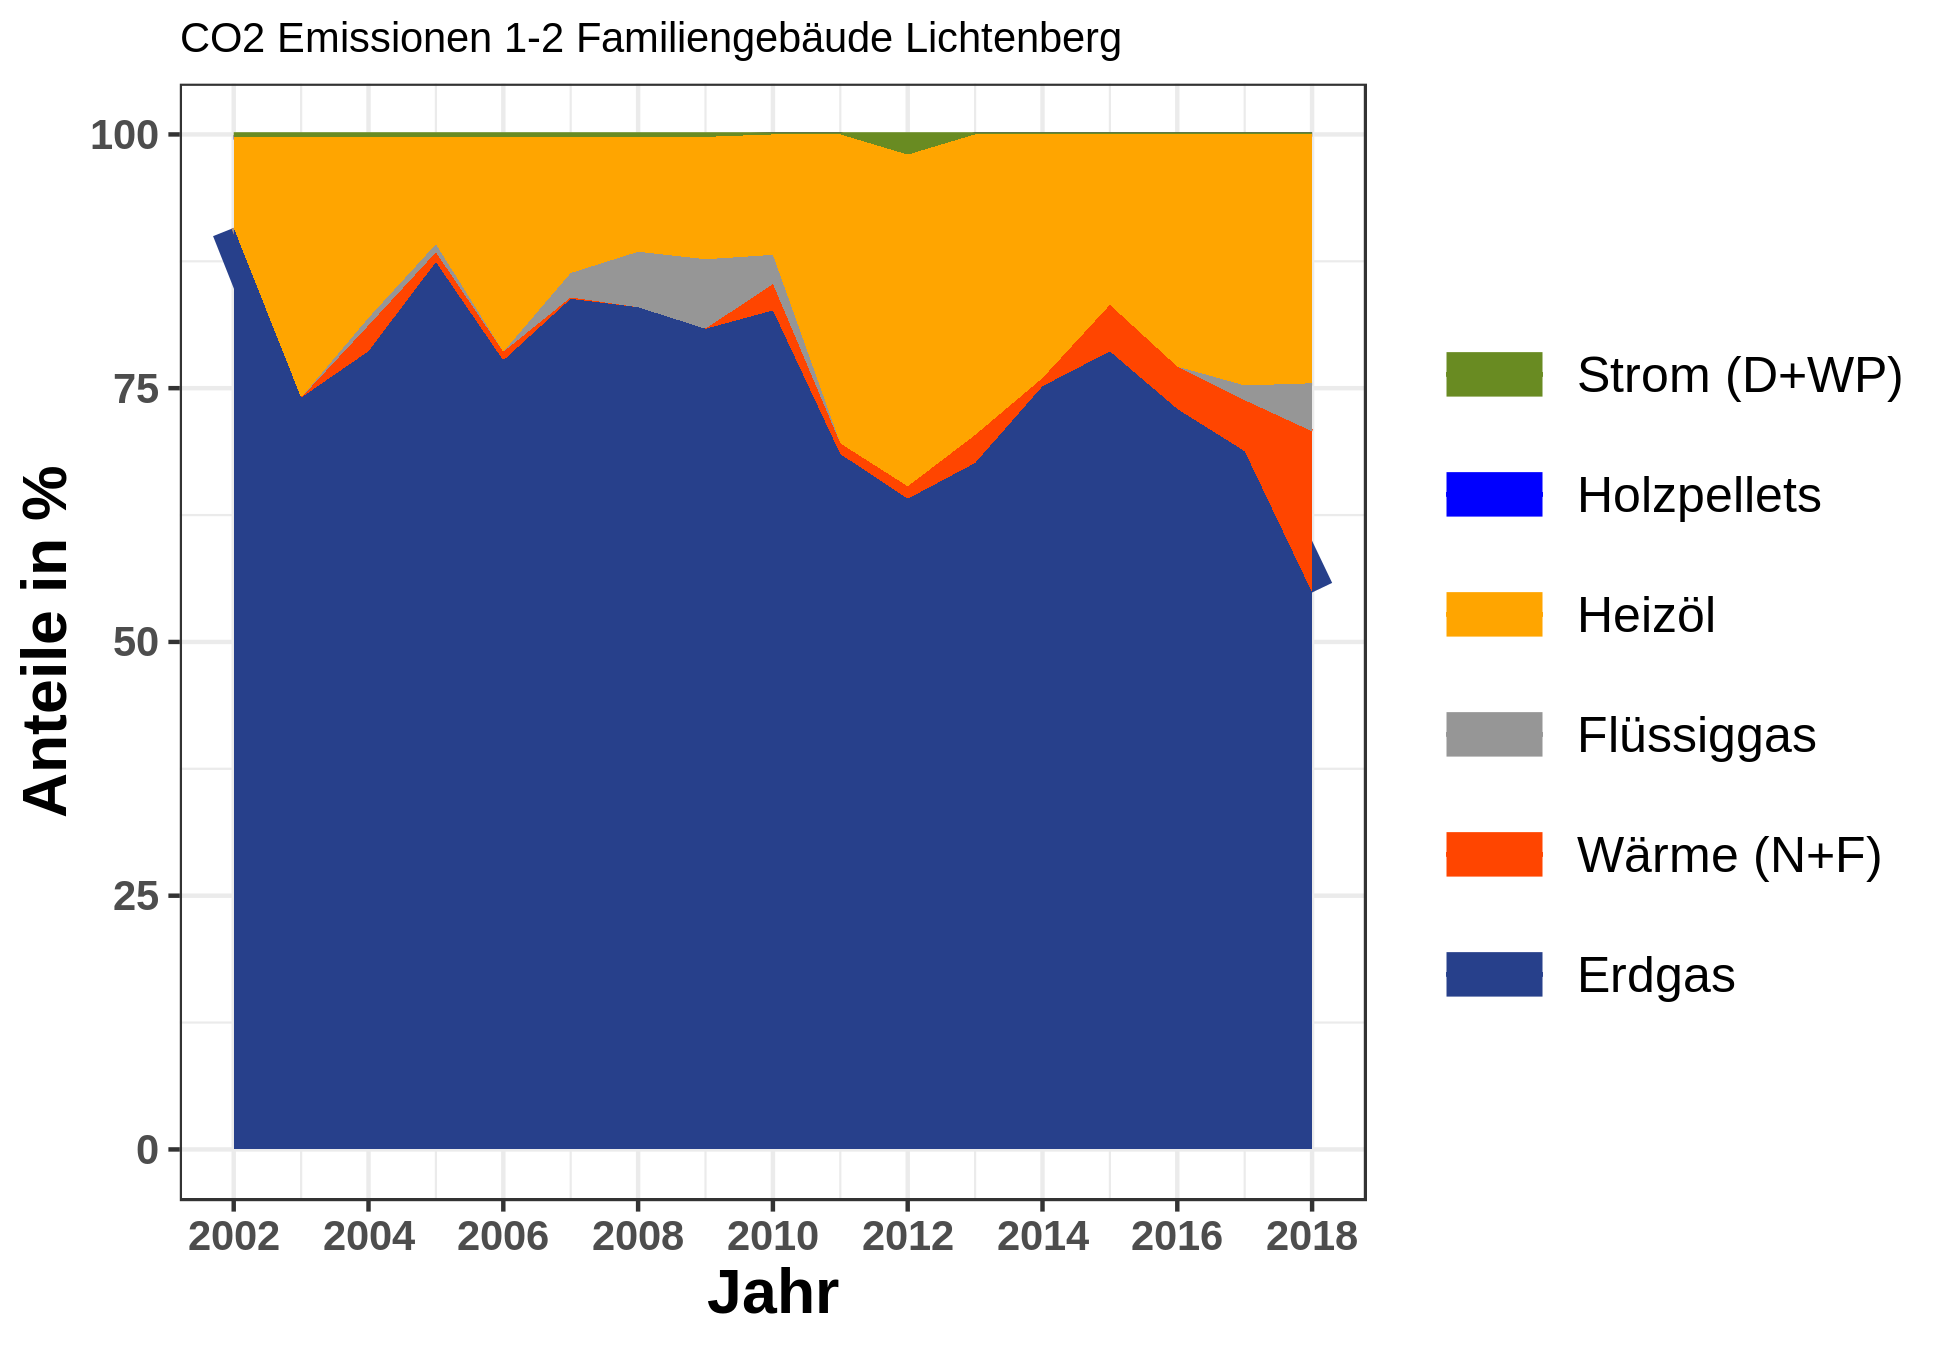 CO2 Emissionen 1-2 Familiengebäude Lichtenberg
Anteile in %
100
75
50
25
0
2002 2004 2006 2008 2010 2012 2014 2016 2018
Jahr
Strom (D+WP)
Holzpellets
Heizöl
Flüssiggas
Wärme (N+F)
Erdgas